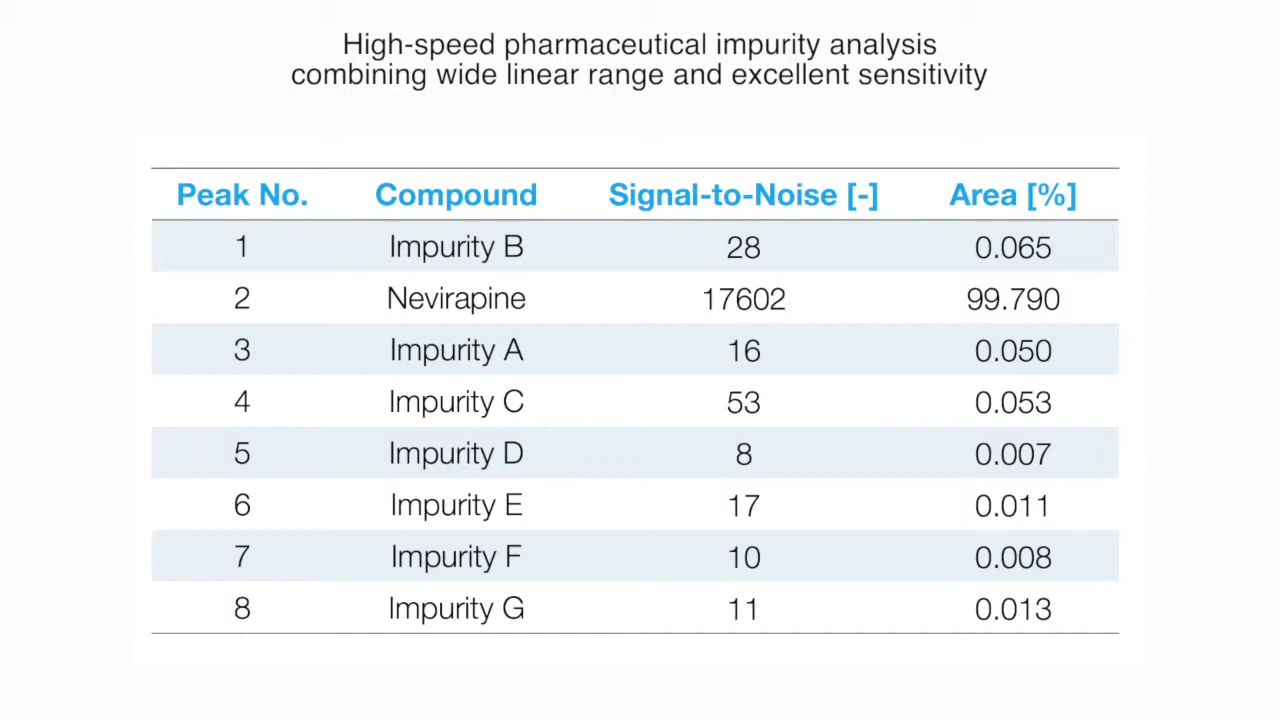 High-speed pharmaceutical impurity analysis
combining wide linear range and excellent sensitivity
Peak No. Compound Signal-to-Noise [-] Area [%]
1 Impurity B 28 0.065
2 Nevirapine 17602 99.790
3 Impurity A 16 0.050
4 Impurity C 53 0.053
5 Impurity D 8 0.007
6 Impurity E 17 0.011
7 Impurity F 10 0.008
8 Impurity G 11 0.013